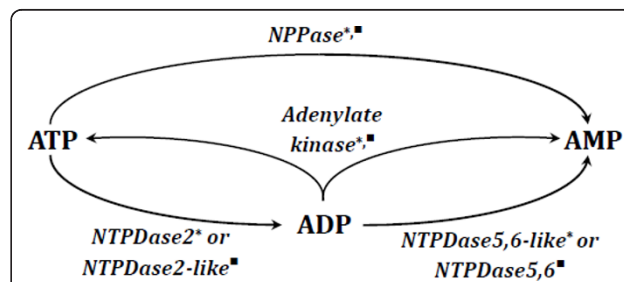 NPPase*,■
Adenylate
kinase*,■
ATP
AMP
ADP
NTPDase2* or
NTPDase2-like■
NTPDase5,6-like* or
NTPDase5,6■